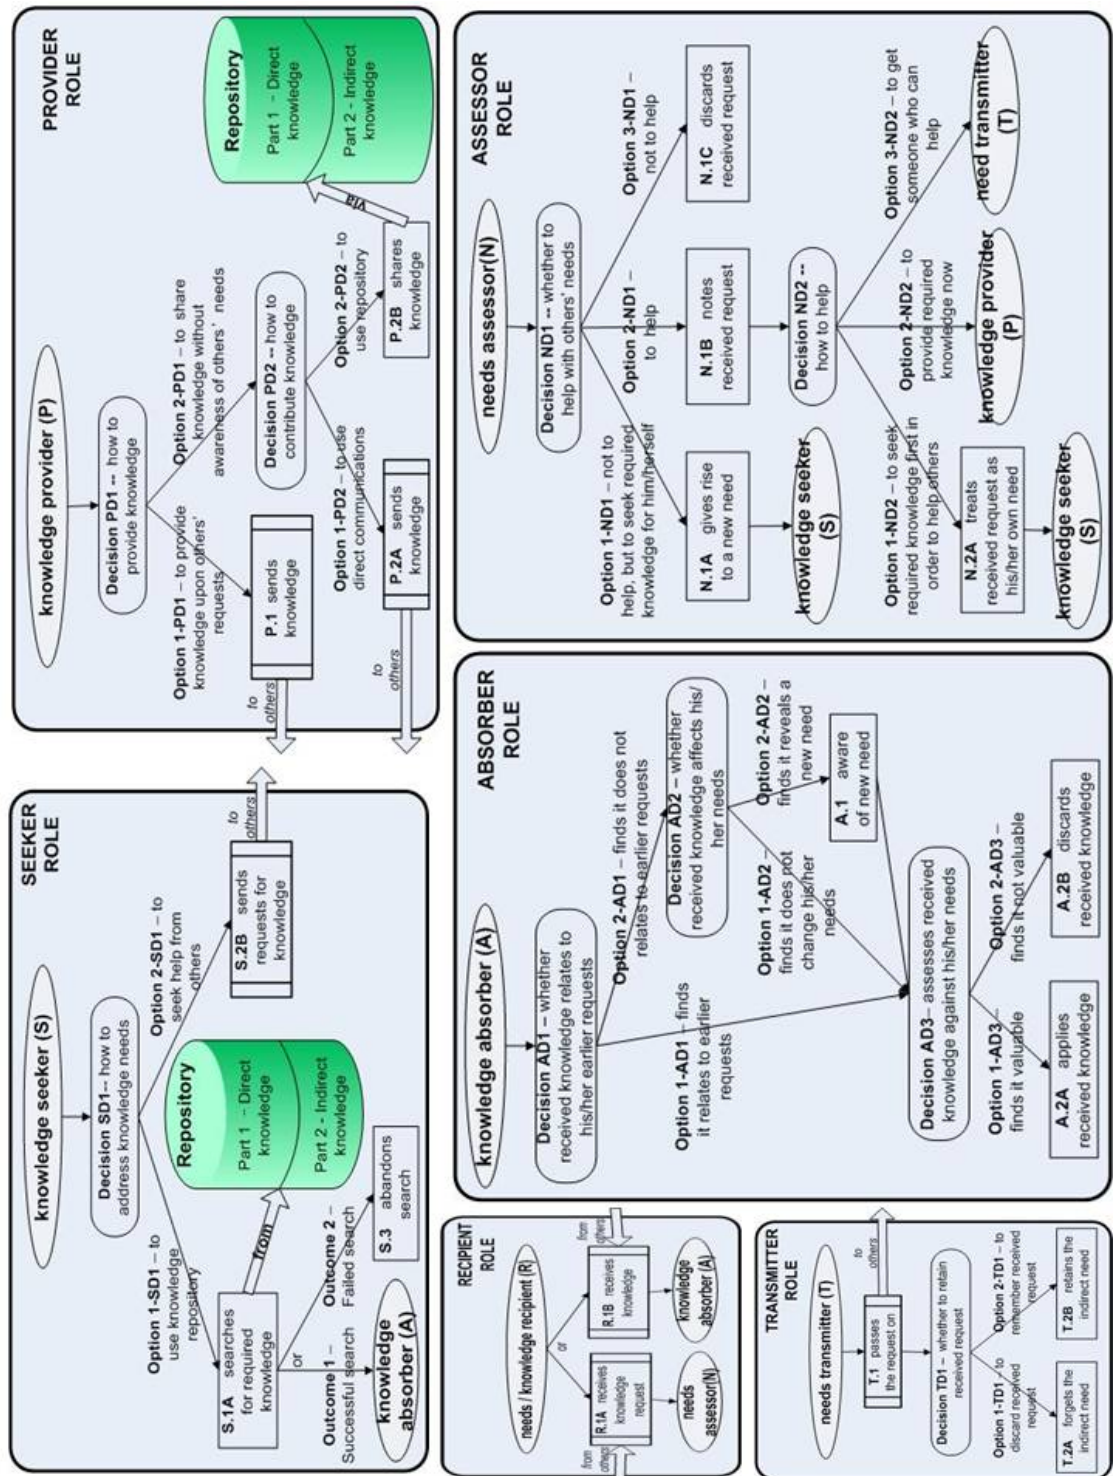 SEEKER
ROLE
knowledge seeker (S)
Decision SD1-- how to
address knowledge needs
Option 1-SD1 – to
use knowledge
repository
Option 2-SD1 – to
seek help from
others
S.1A searches
for required
knowledge
from
Repository
Part 1 – Direct
knowledge
Part 2 - Indirect
knowledge
S.2B sends
requests for
knowledge
to
others
or
Outcome 1 –
Successful search
Outcome 2 –
Failed search
knowledge
absorber (A)
S.3 abandons
search
PROVIDER
ROLE
knowledge provider (P)
Decision PD1 -- how to
provide knowledge
Option 1-PD1 – to provide
knowledge upon others'
requests
Option 2-PD1 – to share
knowledge without
awareness of others' needs
P.1 sends
knowledge
to
others
Decision PD2 -- how to
contribute knowledge
Option 1-PD2 – to use
direct communications
Option 2-PD2 – to
use repository
P.2A sends
knowledge
to
others
P.2B shares
knowledge
via
Repository
Part 1 – Direct
knowledge
Part 2 - Indirect
knowledge
RECIPIENT
ROLE
needs / knowledge recipient (R)
or
from
others
R.1A receives
knowledge
request
R.1B receives
knowledge
from
others
needs
assessor(N)
knowledge
absorber (A)
TRANSMITTER
ROLE
needs transmitter (T)
T.1 passes
the request on
to
others
Decision TD1 – whether to retain
received request
Option 1-TD1 – to
discard received
request
Option 2-TD1 – to
remember received
request
T.2A forgets the
indirect need
T.2B retains the
indirect need
ABSORBER
ROLE
knowledge absorber (A)
Decision AD1 – whether
received knowledge relates to
his/her earlier requests
Option 1-AD1 – finds
it relates to earlier
requests
Option 2-AD1 – finds it does not
relates to earlier requests
Decision AD2 – whether
received knowledge affects his/
her needs
Option 1-AD2 –
finds it does not
change his/her
needs
Option 2-AD2 –
finds it reveals a
new need
A.1 aware
of new need
Decision AD3– assesses received
knowledge against his/her needs
Option 1-AD3–
finds it valuable
Option 2-AD3 –
finds it not valuable
A.2A applies
received knowledge
A.2B discards
received knowledge
ASSESSOR
ROLE
needs assessor(N)
Decision ND1 -- whether to
help with others' needs
Option 1-ND1 – not to
help, but to seek required
knowledge for him/herself
Option 2-ND1 –
to help
Option 3-ND1 –
not to help
N.1A gives rise
to a new need
N.1B notes
received request
N.1C discards
received request
knowledge seeker
(S)
Decision ND2 --
how to help
Option 1-ND2 – to seek
required knowledge first in
order to help others
Option 2-ND2 – to
provide required
knowledge now
Option 3-ND2 – to get
someone who can
help
N.2A treats
received request as
his/her own need
knowledge seeker
(S)
knowledge provider
(P)
need transmitter
(T)